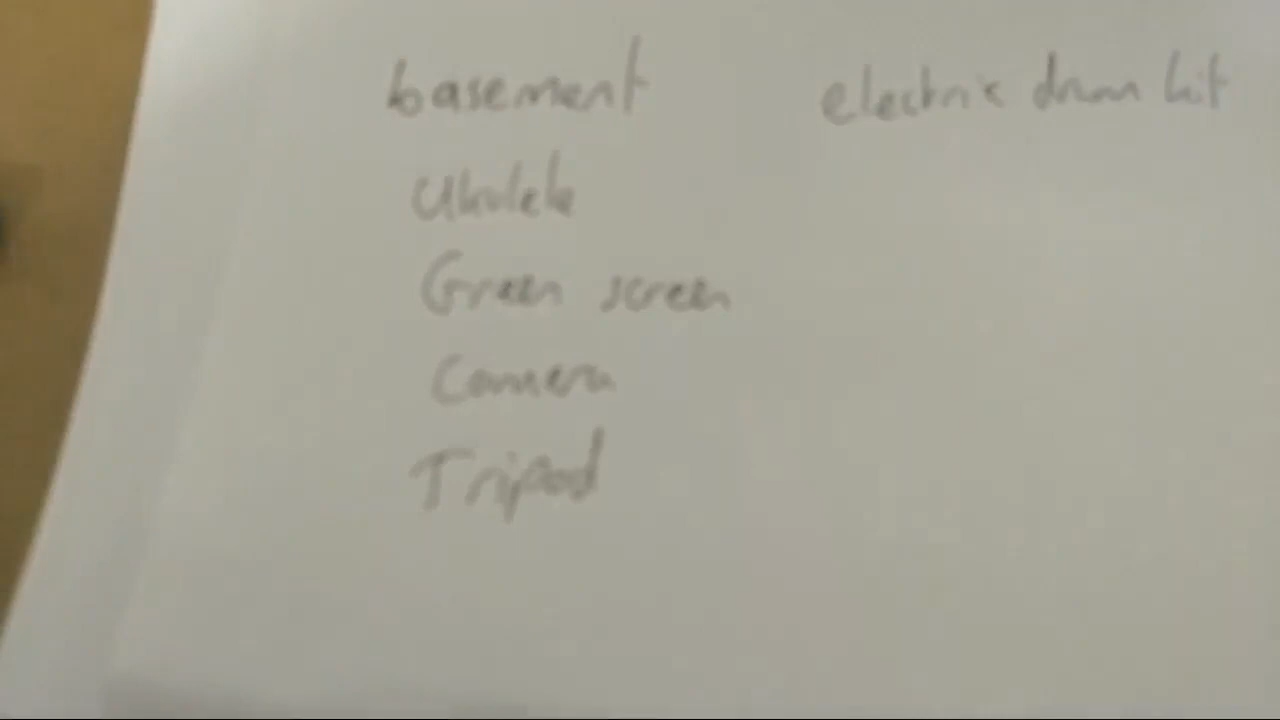 basement electric drum kit
Ukulele
Green screen
Camera
Tripod